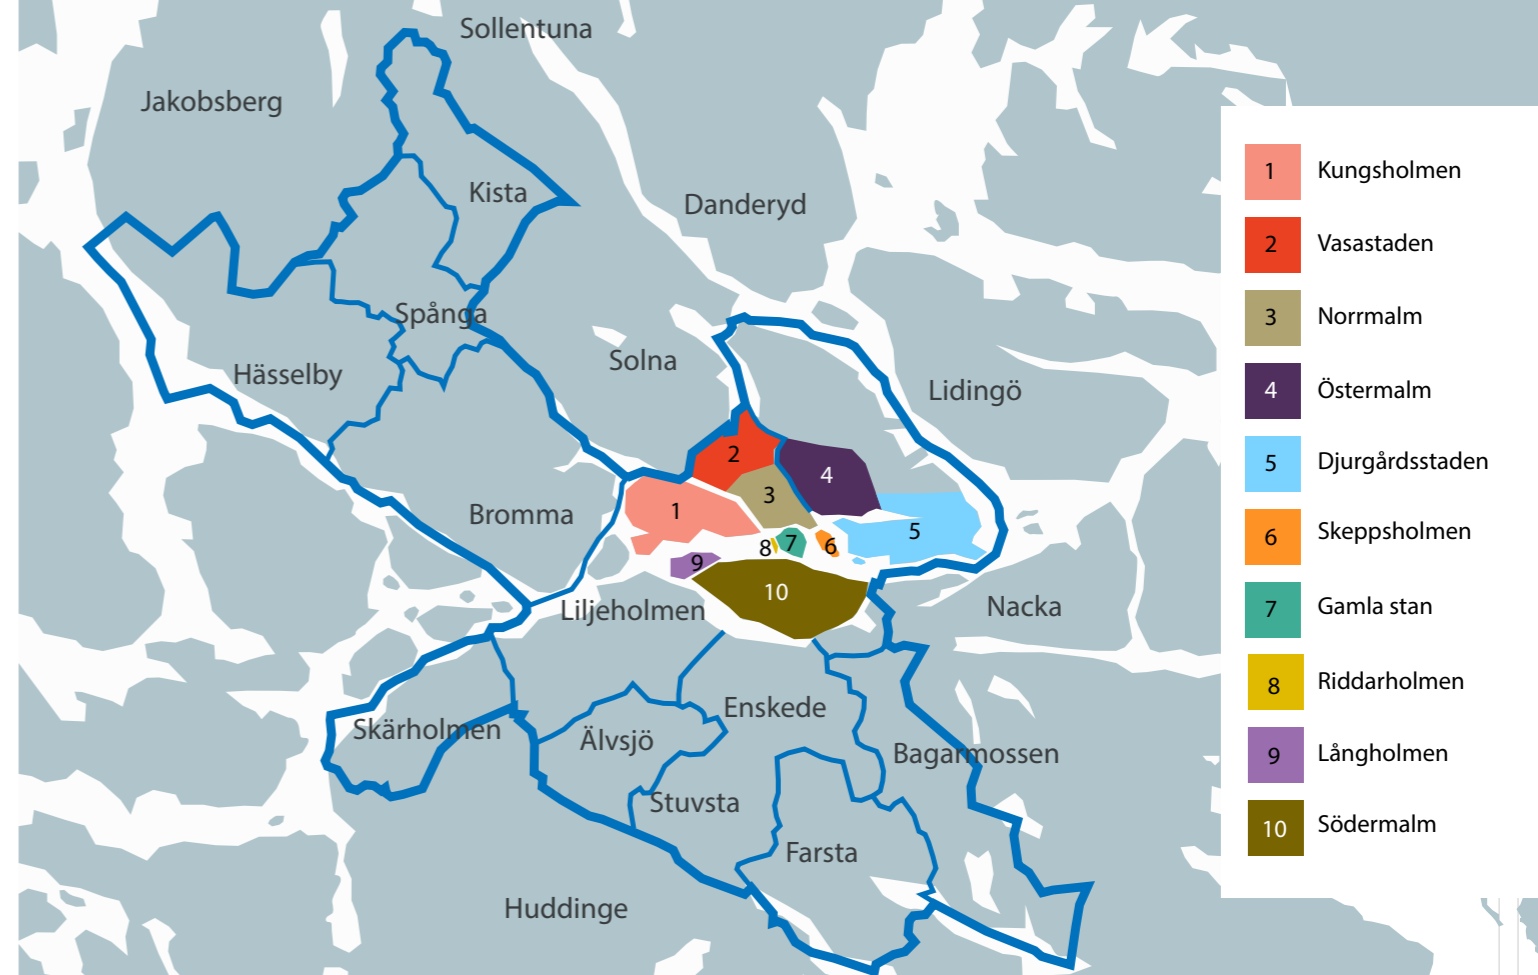 Sollentuna
Jakobsberg
Kista
Danderyd
Spånga
Solna
Hässelby
Lidingö
2
4
3
1
Bromma
5
8
7
6
9
10
Liljeholmen
Nacka
Skärholmen
Enskede
Älvsjö
Bagarmossen
Stuvsta
Farsta
Huddinge
1 Kungsholmen
2 Vasastaden
3 Norrmalm
4 Östermalm
5 Djurgårdsstaden
6 Skeppsholmen
7 Gamla stan
8 Riddarholmen
9 Långholmen
10 Södermalm